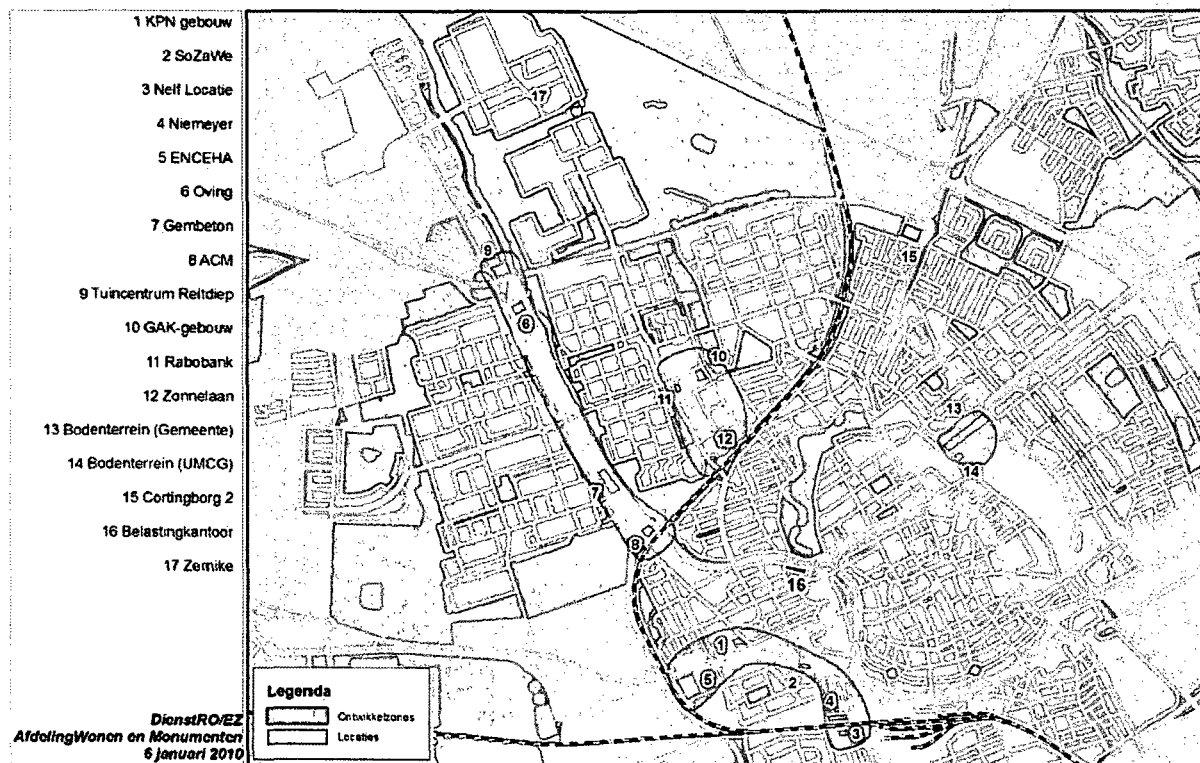 1 KPN gebouw
2 SoZaWe
3 Nelf Locatie
4 Niemeyer
5 ENCEHA
6 Oving
7 Gembeton
8 ACM
9 Tuincentrum Reitdiep
10 GAK-gebouw
11 Rabobank
12 Zonnelaan
13 Bodenterrein (Gemeente)
14 Bodenterrein (UMCG)
15 Cortingborg 2
16 Belastingkantoor
17 Zernike
DienstRO/EZ
AfdelingWonen en Monumenten
6 januari 2010
Legenda
Ontwikkelzones
Locaties
17
9
15
6
10
11
13
12
14
7
8
16
1
5
2
4
3